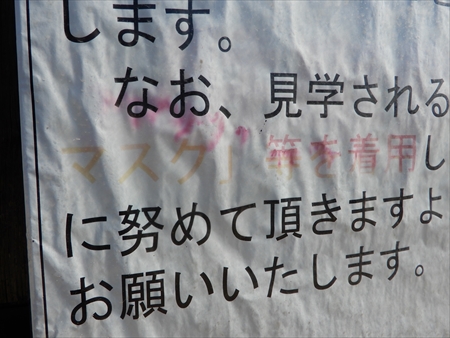 します。
なお、見学される
マスク」等を着用し
に努めて頂きますよ
お願いいたします。